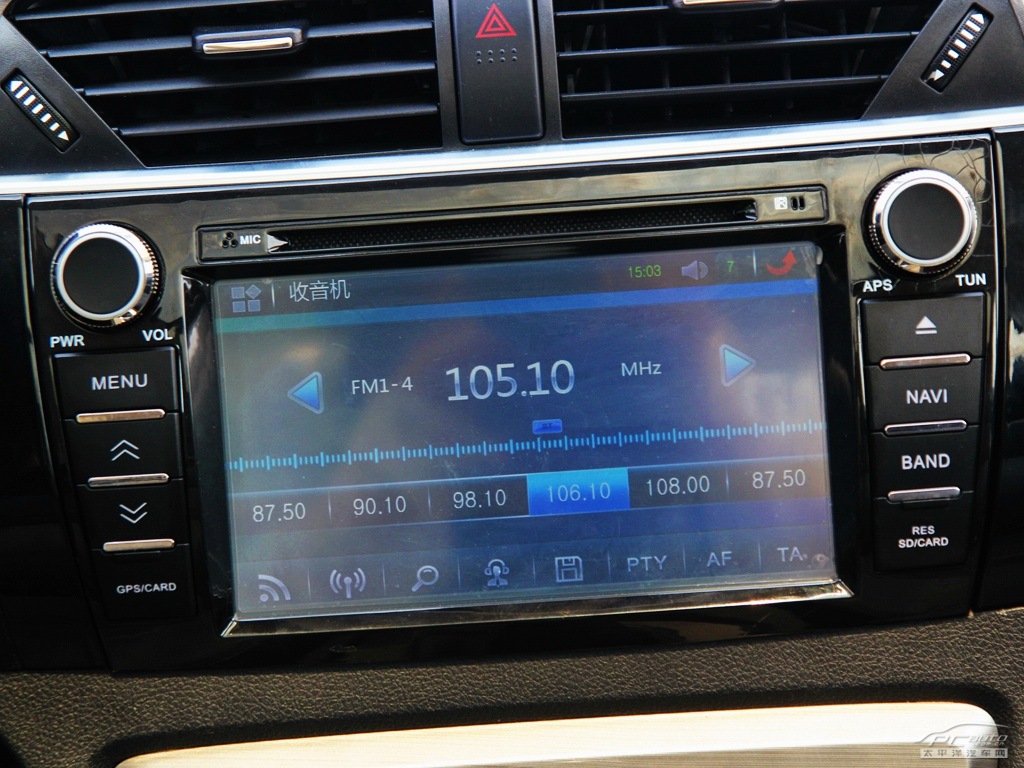 MIC
R
PWR
VOL
APS
TUN
收音机
15:03
7
MENU
FM1-4
105.10
MHz
ST
NAVI
BAND
87.50
90.10
98.10
106.10
108.00
87.50
PTY
AF
TA
GPS/CARD
RES
SD/CARD
PCauto
太平洋汽车网